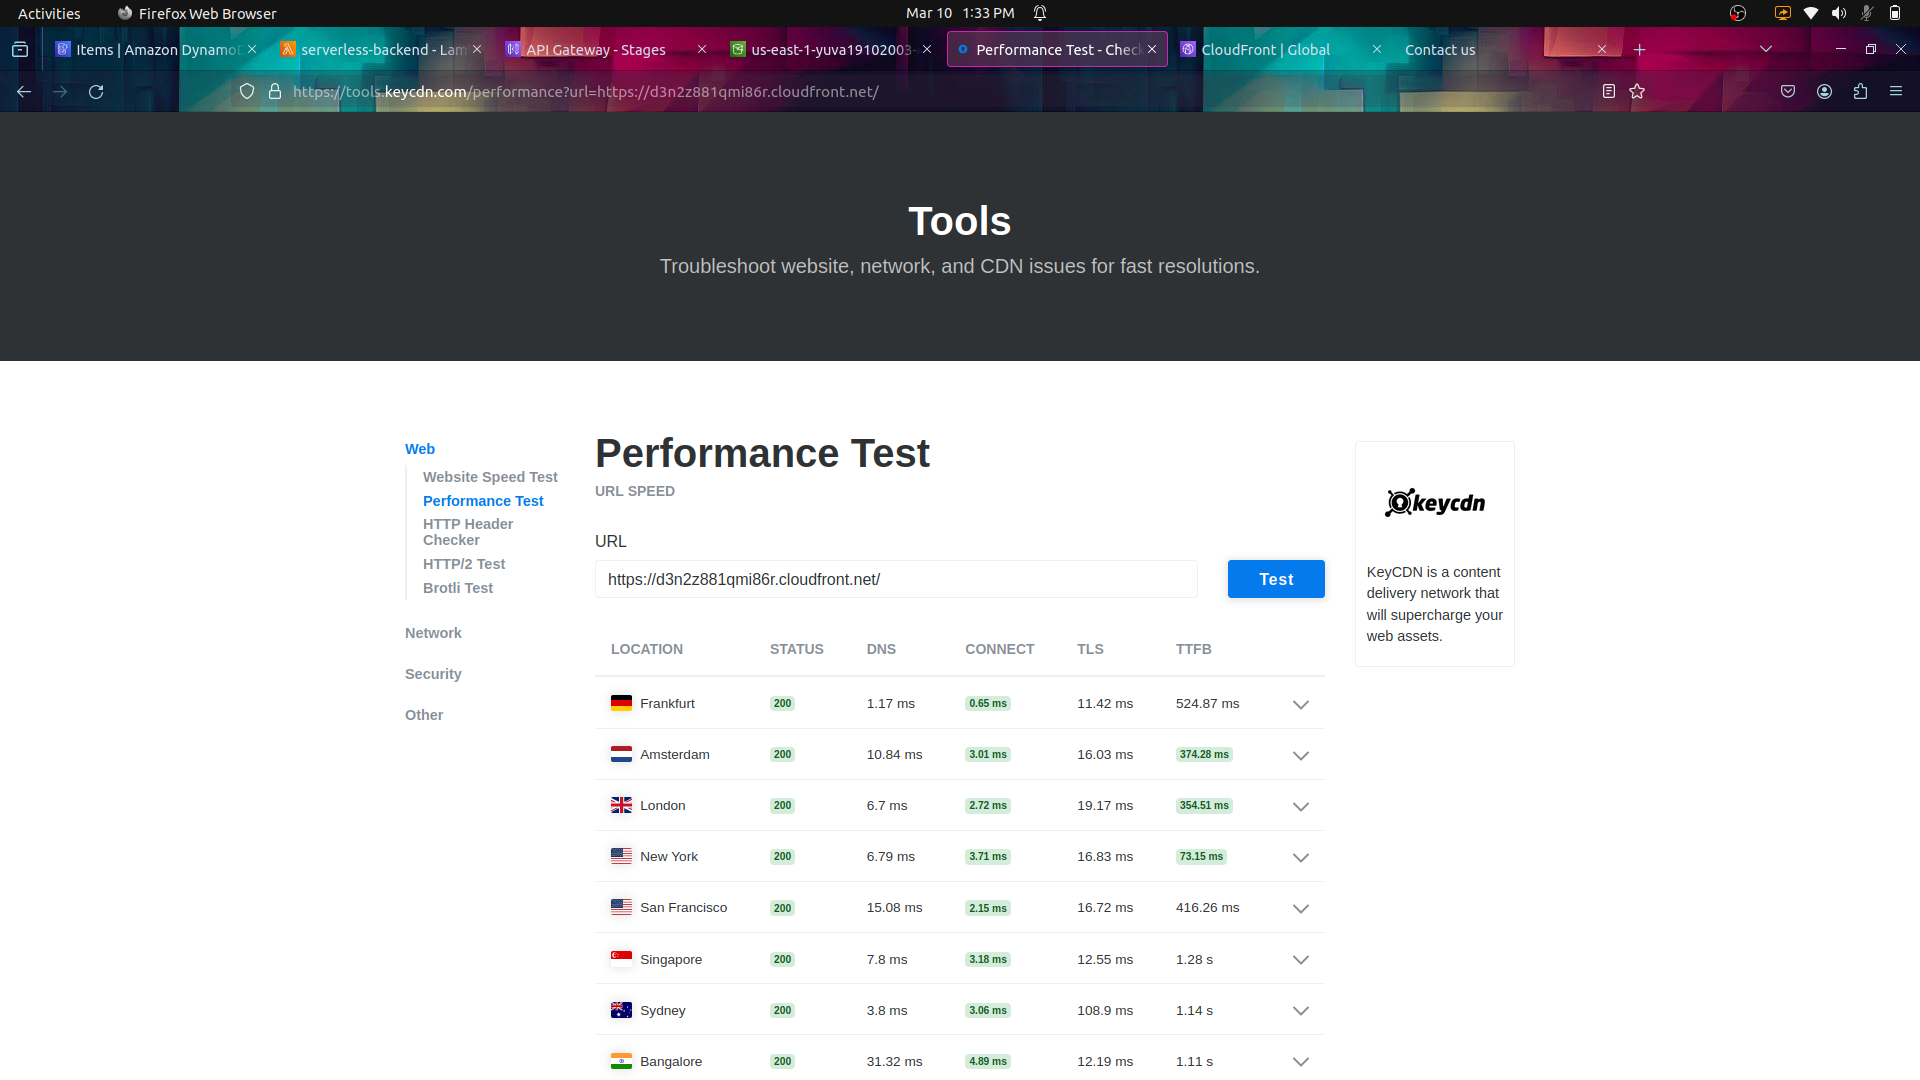 Activities
Firefox Web Browser
Mar 10 1:33 PM
Items | Amazon Dynamo
serverless-backend - Lam
API Gateway - Stages
us-east-1-yuva19102003-
Performance Test - Check
CloudFront | Global
Contact us
https://tools.keycdn.com/performance?url=https://d3n2z881qmi86r.cloudfront.net/
Tools
Troubleshoot website, network, and CDN issues for fast resolutions.
Web
Website Speed Test
Performance Test
HTTP Header
Checker
HTTP/2 Test
Brotli Test
Network
Security
Other
Performance Test
URL SPEED
URL
https://d3n2z881qmi86r.cloudfront.net/
Test
LOCATION STATUS DNS CONNECT TLS TTFB
Frankfurt 200 1.17 ms 0.65 ms 11.42 ms 524.87 ms
Amsterdam 200 10.84 ms 3.01 ms 16.03 ms 374.28 ms
London 200 6.7 ms 2.72 ms 19.17 ms 354.51 ms
New York 200 6.79 ms 3.71 ms 16.83 ms 73.15 ms
San Francisco 200 15.08 ms 2.15 ms 16.72 ms 416.26 ms
Singapore 200 7.8 ms 3.18 ms 12.55 ms 1.28 s
Sydney 200 3.8 ms 3.06 ms 108.9 ms 1.14 s
Bangalore 200 31.32 ms 4.89 ms 12.19 ms 1.11 s
keycdn
KeyCDN is a content
delivery network that
will supercharge your
web assets.